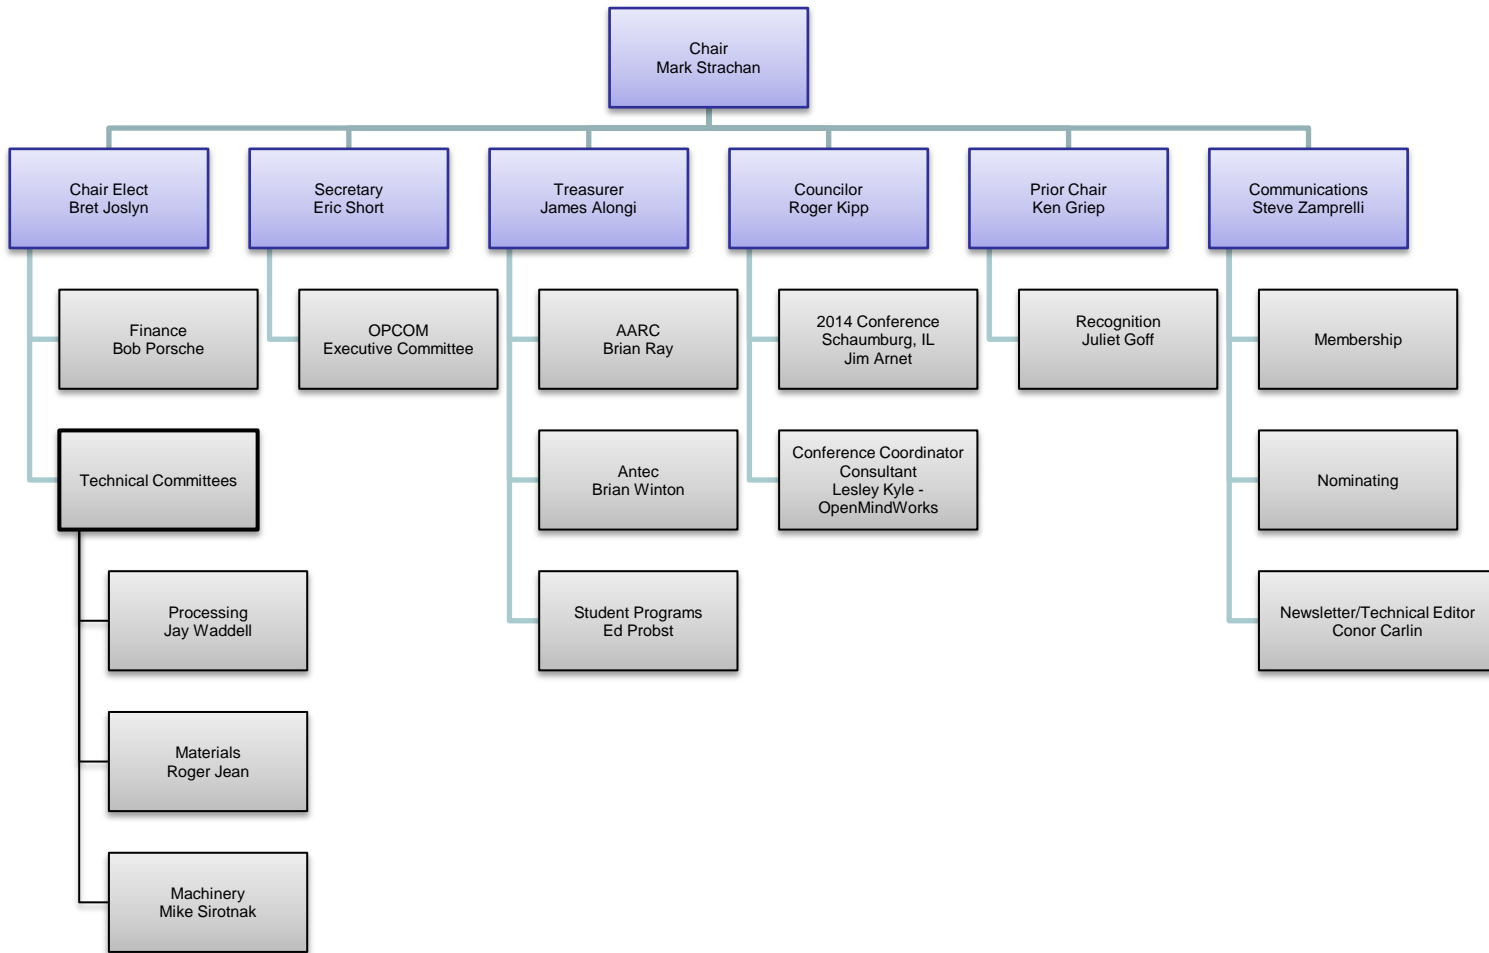 Chair
Mark Strachan
Chair Elect
Bret Joslyn
Secretary
Eric Short
Treasurer
James Alongi
Councilor
Roger Kipp
Prior Chair
Ken Griep
Communications
Steve Zamprelli
Finance
Bob Porsche
OPCOM
Executive Committee
AARC
Brian Ray
2014 Conference
Schaumburg, IL
Jim Arnet
Recognition
Juliet Goff
Membership
Technical Committees
Antec
Brian Winton
Conference Coordinator
Consultant
Lesley Kyle -
OpenMindWorks
Nominating
Processing
Jay Waddell
Student Programs
Ed Probst
Newsletter/Technical Editor
Conor Carlin
Materials
Roger Jean
Machinery
Mike Sirotnak